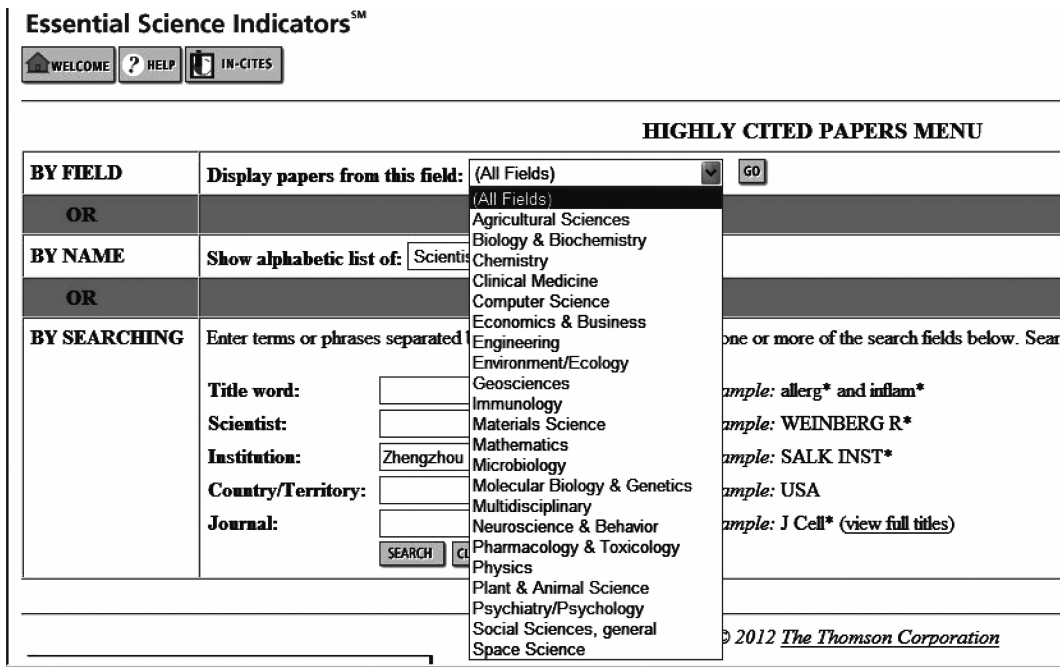 Essential Science Indicators℠
WELCOME ? HELP IN-CITES
HIGHLY CITED PAPERS MENU
BY FIELD Display papers from this field: (All Fields) GO
(All Fields)
Agricultural Sciences
Biology & Biochemistry
Chemistry
Clinical Medicine
Computer Science
Economics & Business
Engineering
Environment/Ecology
Geosciences
Immunology
Materials Science
Mathematics
Microbiology
Molecular Biology & Genetics
Multidisciplinary
Neuroscience & Behavior
Pharmacology & Toxicology
Physics
Plant & Animal Science
Psychiatry/Psychology
Social Sciences, general
Space Science
OR
BY NAME Show alphabetic list of:
OR
BY SEARCHING Enter terms or phrases separated one or more of the search fields below.
Title word: allerg* and inflam*
Scientist: WEINBERG R*
Institution: Zhengzhou SALK INST*
Country/Territory: USA
Journal: J Cell* (view full titles)
SEARCH
© 2012 The Thomson Corporation